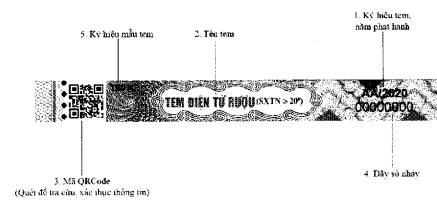 1. Ký hiệu tem,
năm phát hành
5. Ký hiệu mẫu tem
2. Tên tem
TEM ĐIỆN TỬ RƯỢU (SXTN ≥ 20°)
AA/2020
00000000
3. Mã QRCode
(Quét để tra cứu, xác thực thông tin)
4. Dãy số nhảy